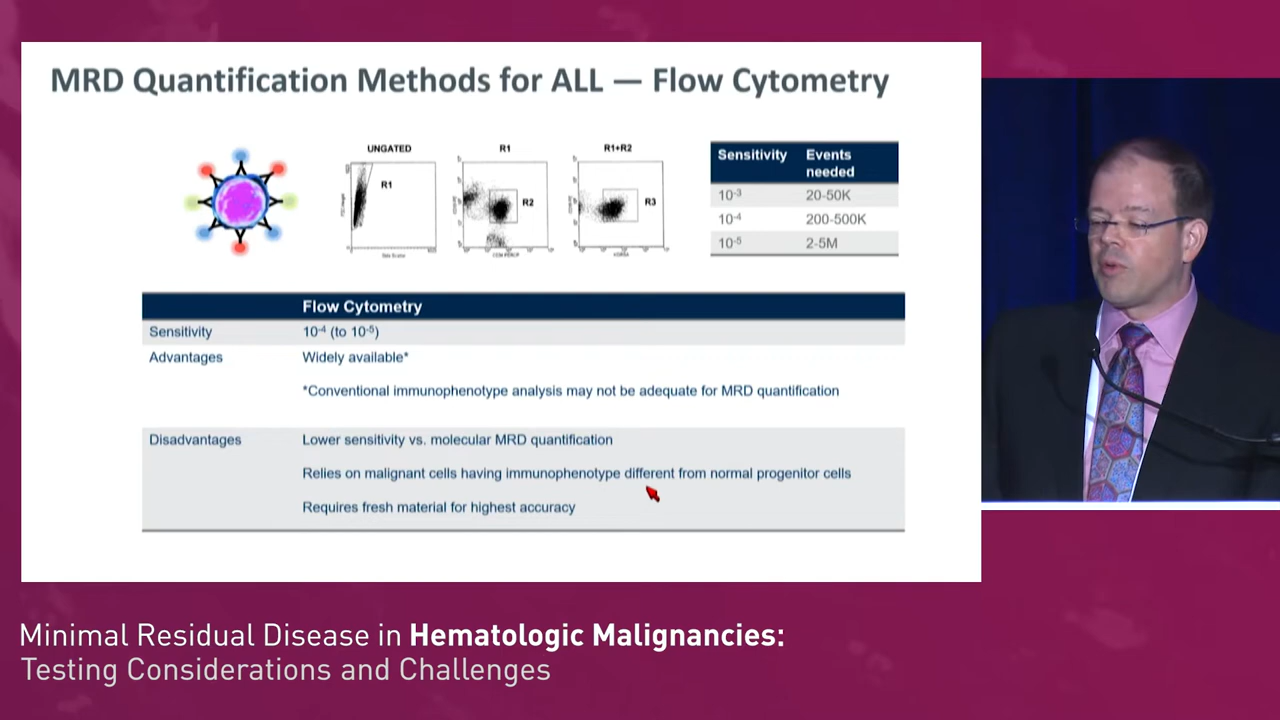 MRD Quantification Methods for ALL — Flow Cytometry
UNGATED
R1
R1+R2
R1
R2
R3
Sensitivity Events needed
10-3 20-50K
10-4 200-500K
10-5 2-5M
Flow Cytometry
Sensitivity 10-4 (to 10-5)
Advantages Widely available*
*Conventional immunophenotype analysis may not be adequate for MRD quantification
Disadvantages Lower sensitivity vs. molecular MRD quantification
Relies on malignant cells having immunophenotype different from normal progenitor cells
Requires fresh material for highest accuracy
Minimal Residual Disease in Hematologic Malignancies:
Testing Considerations and Challenges